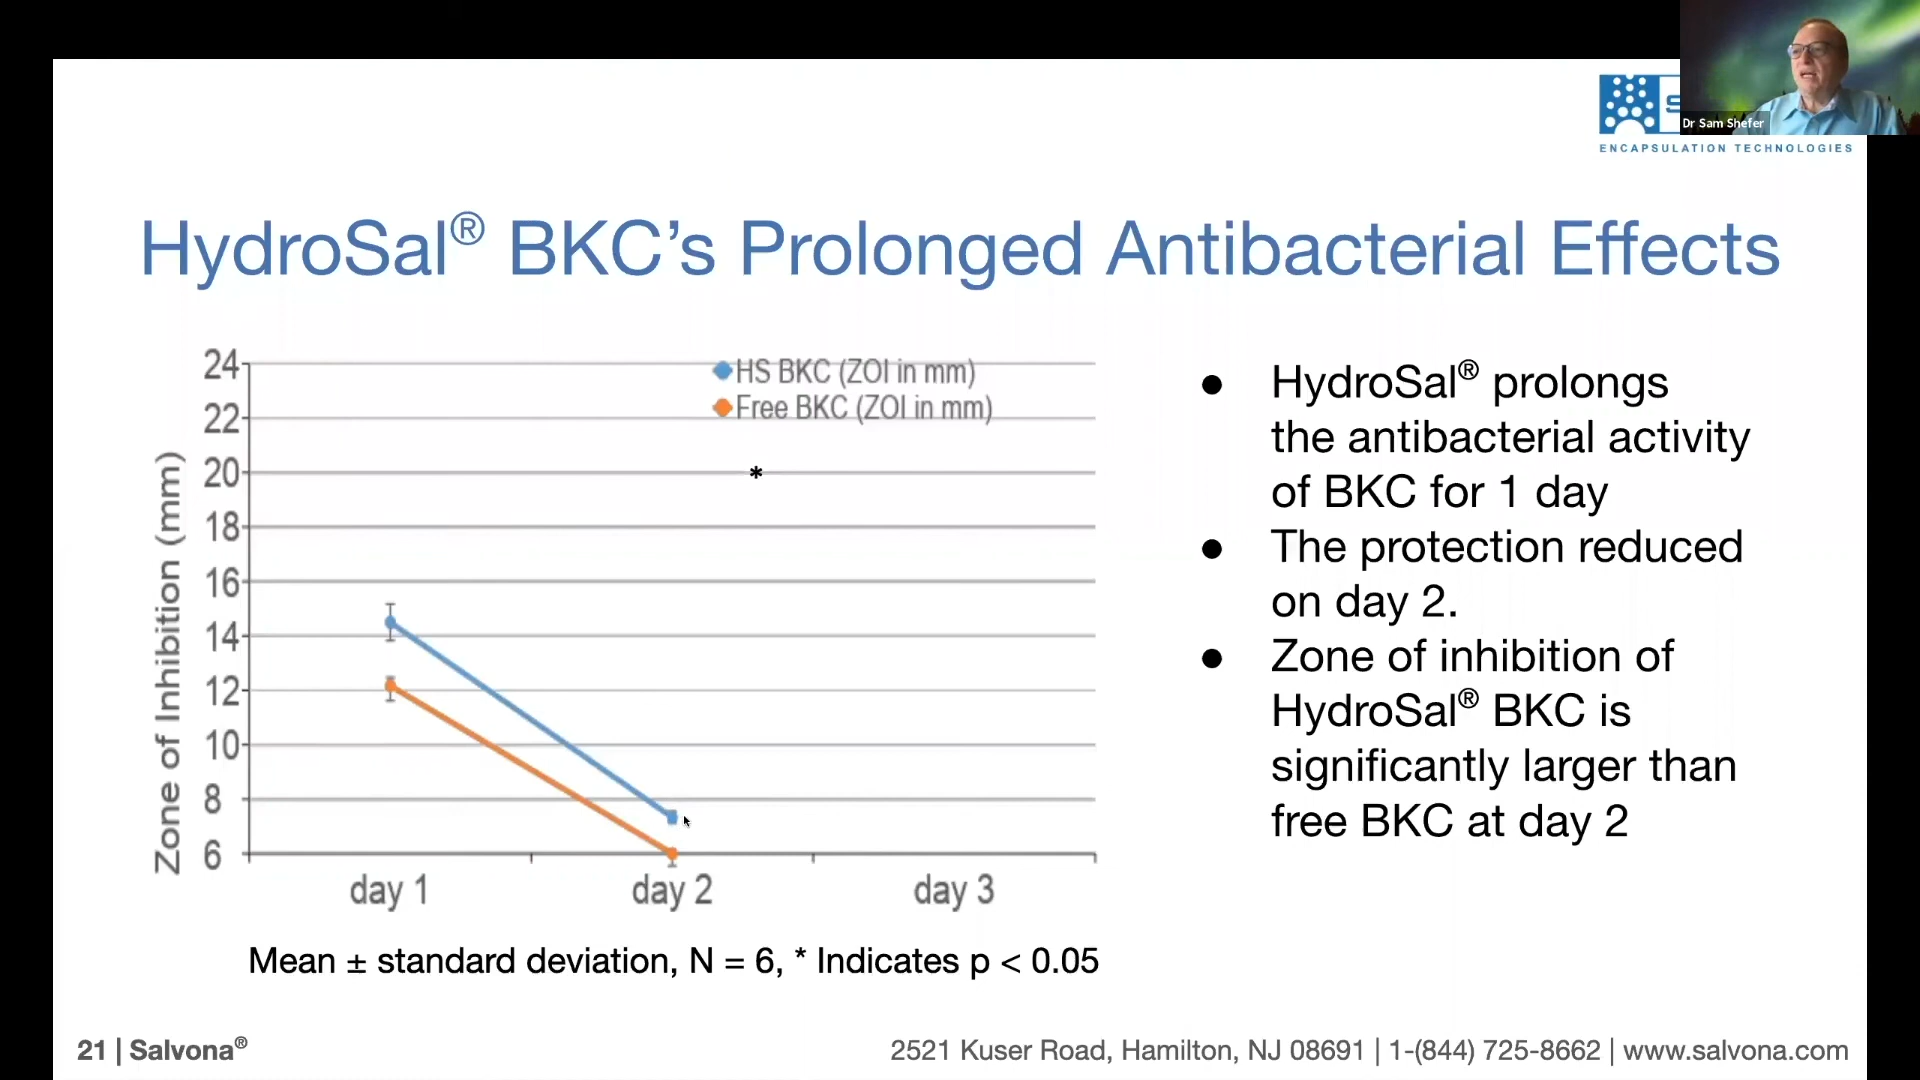 S
Dr Sam Shefer
ENCAPSULATION TECHNOLOGIES
HydroSal® BKC’s Prolonged Antibacterial Effects
24
22
20
18
16
14
12
10
8
6
Zone of Inhibition (mm)
HS BKC (ZOI in mm)
Free BKC (ZOI in mm)
*
day 1
day 2
day 3
Mean ± standard deviation, N = 6, * Indicates p < 0.05
● HydroSal® prolongs
the antibacterial activity
of BKC for 1 day
● The protection reduced
on day 2.
● Zone of inhibition of
HydroSal® BKC is
significantly larger than
free BKC at day 2
21 | Salvona®
2521 Kuser Road, Hamilton, NJ 08691 | 1-(844) 725-8662 | www.salvona.com